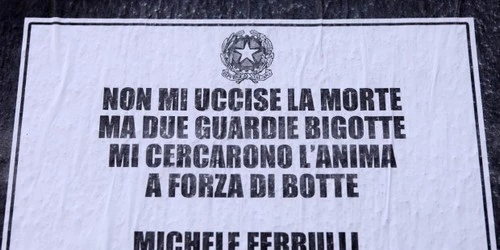 NON MI UCCISE LA MORTE
MA DUE GUARDIE BIGOTTE
MI CERCARONO L'ANIMA
A FORZA DI BOTTE
MICHELE FERRULLI